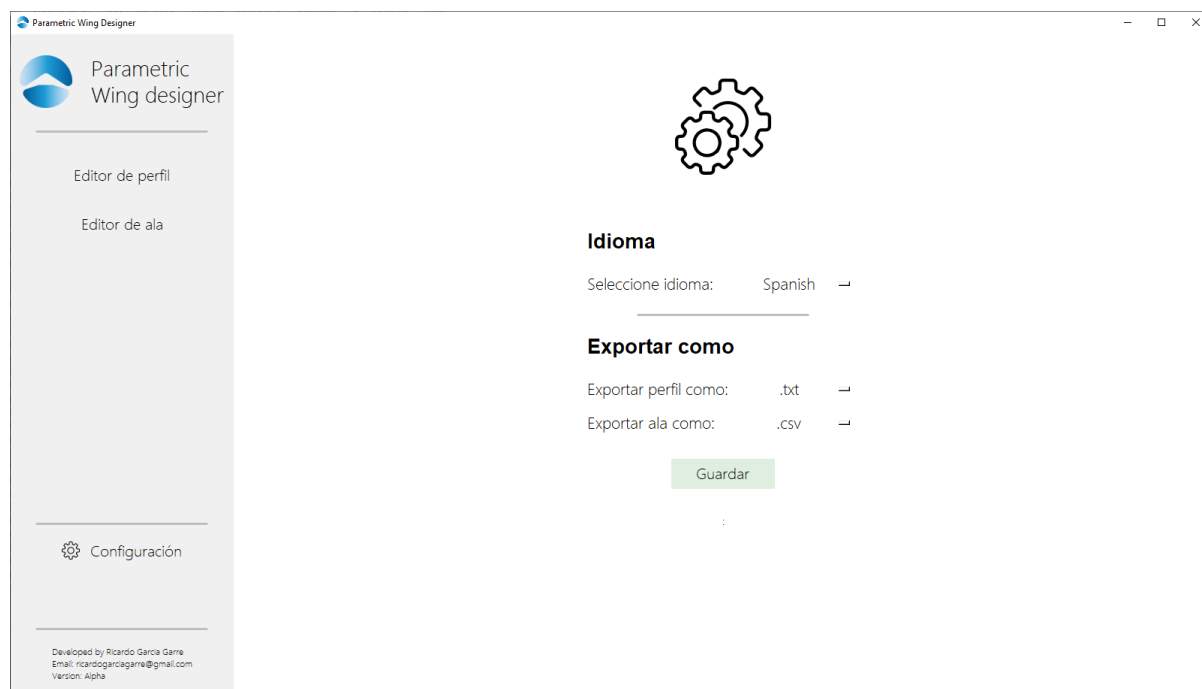 Parametric Wing Designer
Parametric
Wing designer
Editor de perfil
Editor de ala
Configuración
Developed by Ricardo García Garre
Email: ricardogarciagarre@gmail.com
Version: Alpha
Idioma
Seleccione idioma: Spanish
Exportar como
Exportar perfil como: .txt
Exportar ala como: .csv
Guardar
: